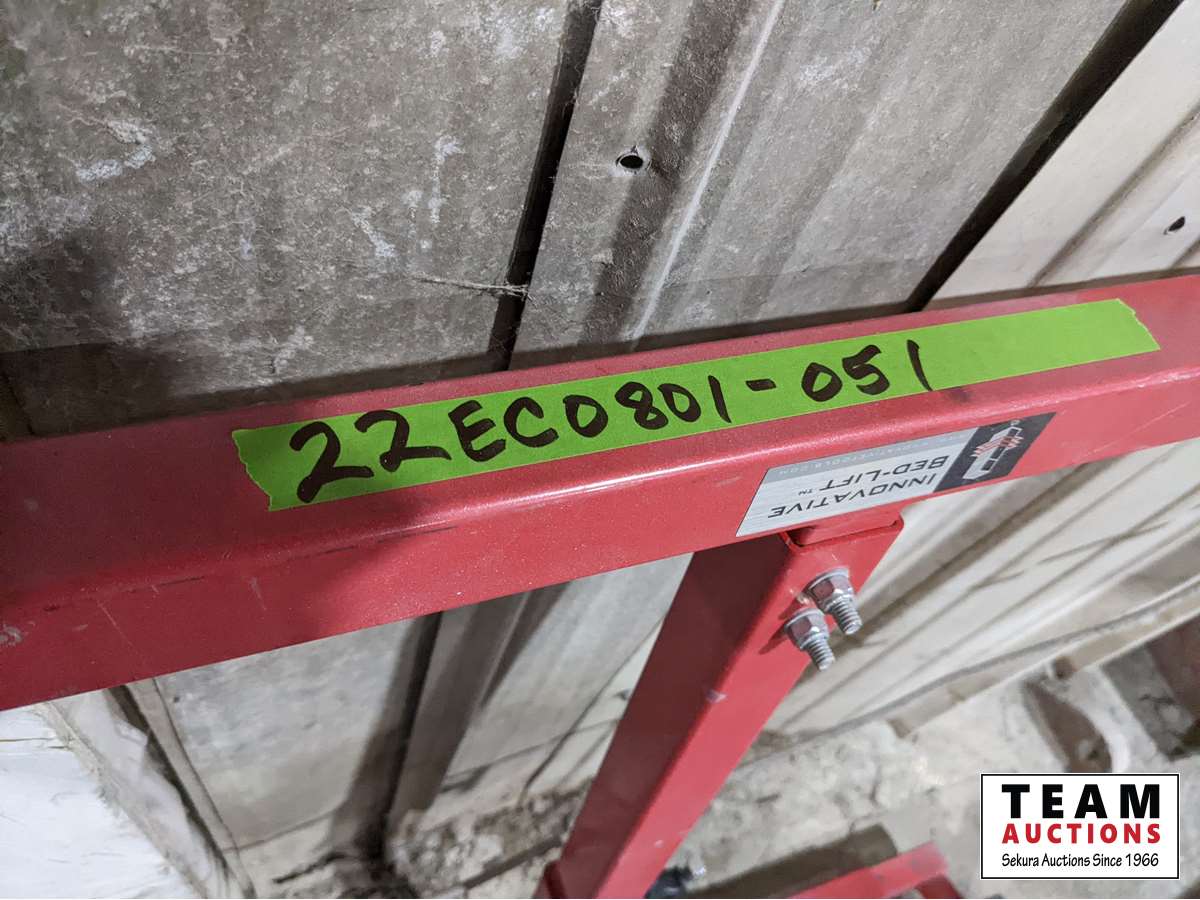 22EC0801-051
INNOVATIVE
BED-LIFT™
TEAM
AUCTIONS
Sekura Auctions Since 1966